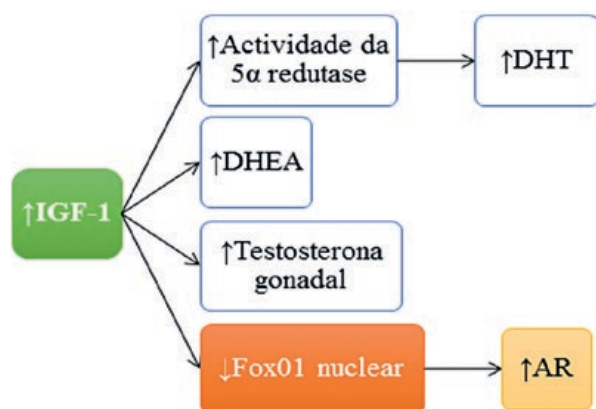 ↑Actividade da
5α redutase
↑DHT
↑DHEA
↑IGF-1
↑Testosterona
gonadal
↓Fox01 nuclear
↑AR